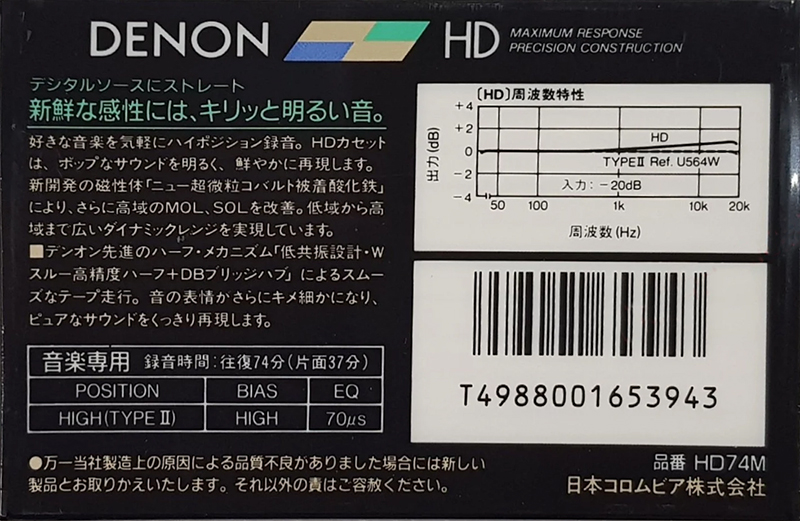 DENON HD MAXIMUM RESPONSE
PRECISION CONSTRUCTION
デジタルソースにストレート
新鮮な感性には、キリッと明るい音。
好きな音楽を気軽にハイポジション録音。HDカセット
は、ポップなサウンドを明るく、鮮やかに再現します。
新開発の磁性体「ニュー超微粒コバルト被着酸化鉄」
により、さらに高域のMOL、SOLを改善。低域から高
域まで広いダイナミックレンジを実現しています。
■デンオン先進のハーフ・メカニズム「低共振設計・W
スルー高精度ハーフ+DBブリッジハブ」によるスムー
ズなテープ走行。音の表情がさらにキメ細かになり、
ピュアなサウンドをくっきり再現します。
音楽専用 録音時間:往復74分(片面37分)
POSITION BIAS EQ
HIGH(TYPEⅡ) HIGH 70μs
●万一当社製造上の原因による品質不良がありました場合には新しい
製品とお取りかえいたします。それ以外の責はご容赦ください。
〔HD〕周波数特性
出力(dB)
+4
+2
0
−2
−4
HD
TYPEⅡ Ref. U564W
入力:−20dB
50 100 1k 10k 20k
周波数(Hz)
T4988001653943
品番 HD74M
日本コロムビア株式会社